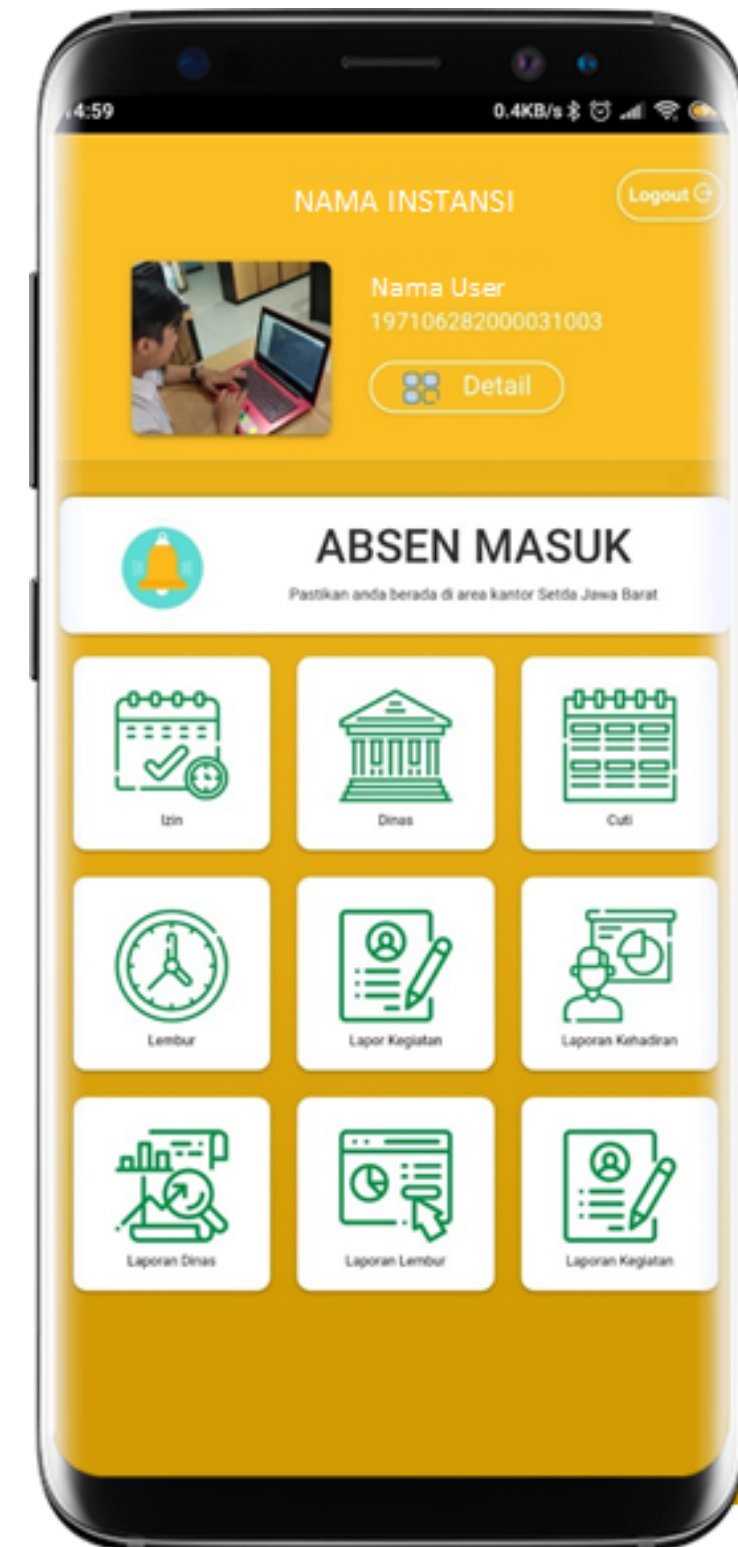 4:59 0.4KB/s
NAMA INSTANSI
Logout
Nama User
197106282000031003
Detail
ABSEN MASUK
Pastikan anda berada di area kantor Setda Jawa Barat
Izin
Dinas
Cuti
Lembur
Lapor Kegiatan
Laporan Kehadiran
Laporan Dinas
Laporan Lembur
Laporan Kegiatan